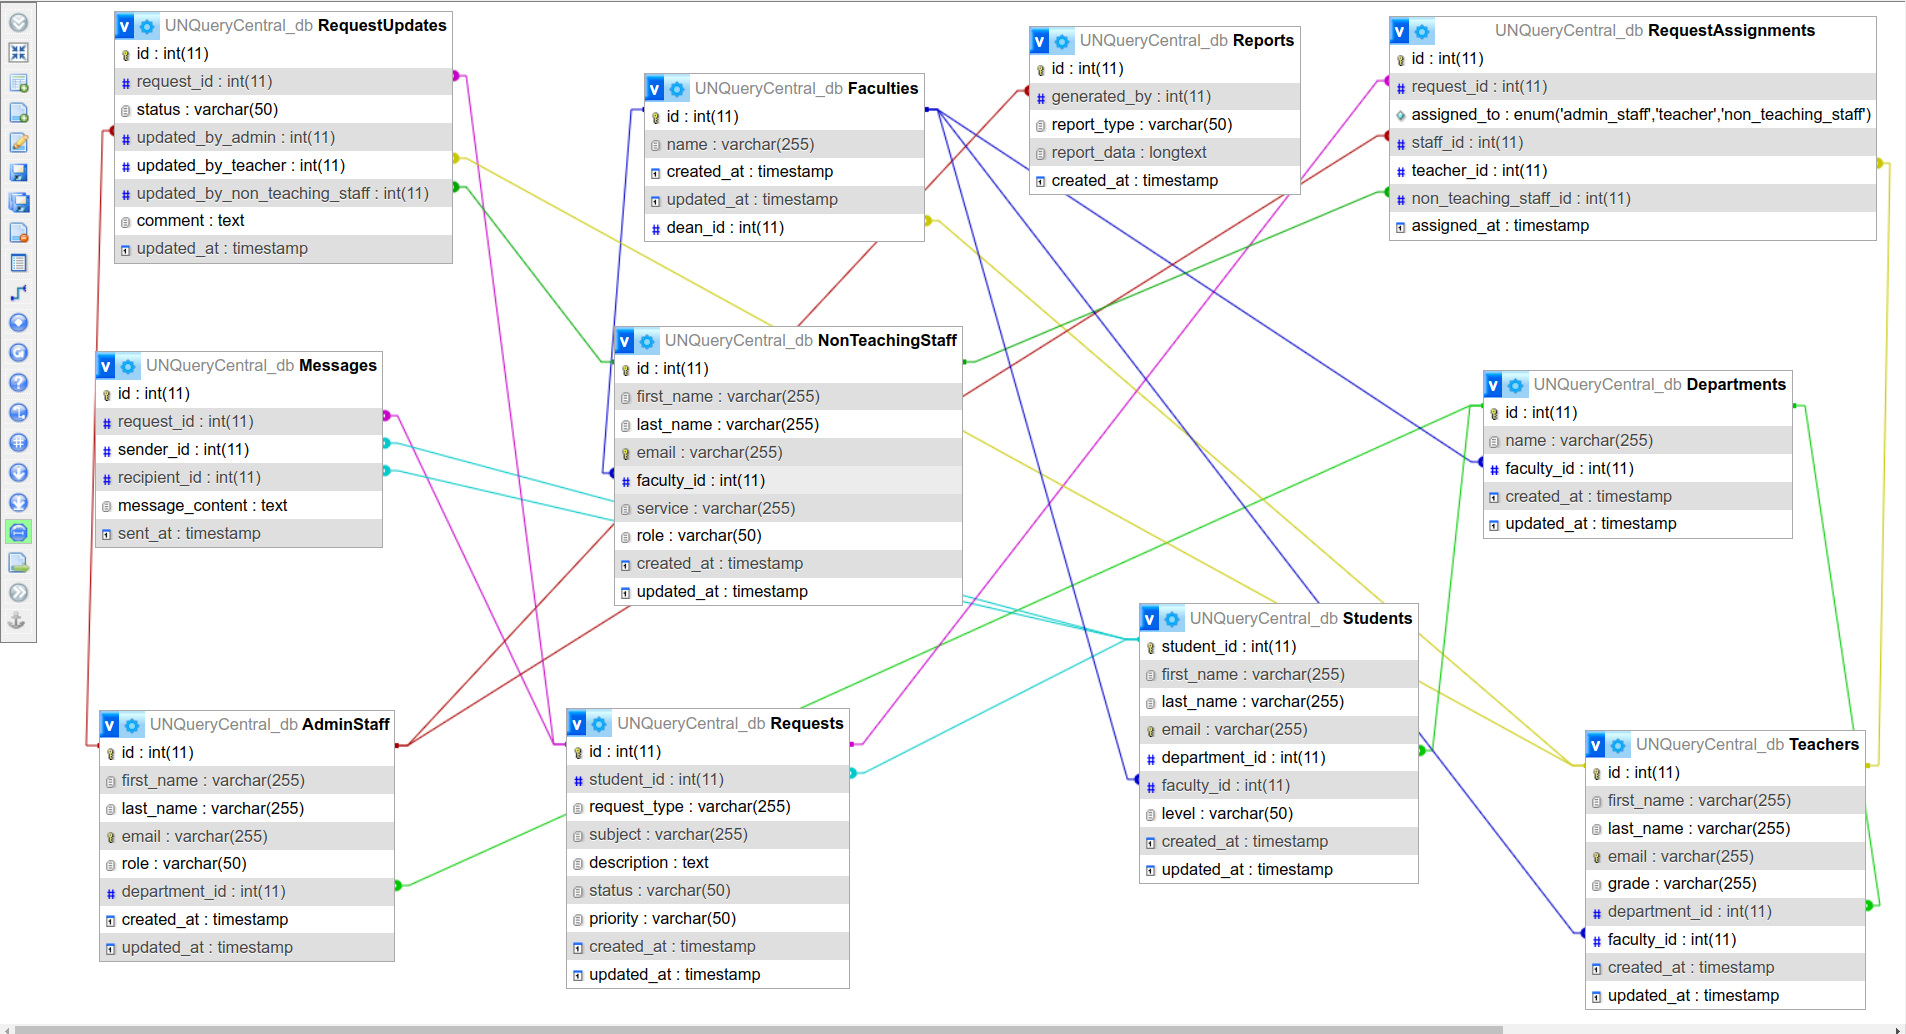 UNQueryCentral_db RequestUpdates
id : int(11)
request_id : int(11)
status : varchar(50)
updated_by_admin : int(11)
updated_by_teacher : int(11)
updated_by_non_teaching_staff : int(11)
comment : text
updated_at : timestamp
UNQueryCentral_db Faculties
id : int(11)
name : varchar(255)
created_at : timestamp
updated_at : timestamp
dean_id : int(11)
UNQueryCentral_db Reports
id : int(11)
generated_by : int(11)
report_type : varchar(50)
report_data : longtext
created_at : timestamp
UNQueryCentral_db RequestAssignments
id : int(11)
request_id : int(11)
assigned_to : enum('admin_staff','teacher','non_teaching_staff')
staff_id : int(11)
teacher_id : int(11)
non_teaching_staff_id : int(11)
assigned_at : timestamp
UNQueryCentral_db Messages
id : int(11)
request_id : int(11)
sender_id : int(11)
recipient_id : int(11)
message_content : text
sent_at : timestamp
UNQueryCentral_db NonTeachingStaff
id : int(11)
first_name : varchar(255)
last_name : varchar(255)
email : varchar(255)
faculty_id : int(11)
service : varchar(255)
role : varchar(50)
created_at : timestamp
updated_at : timestamp
UNQueryCentral_db Departments
id : int(11)
name : varchar(255)
faculty_id : int(11)
created_at : timestamp
updated_at : timestamp
UNQueryCentral_db AdminStaff
id : int(11)
first_name : varchar(255)
last_name : varchar(255)
email : varchar(255)
role : varchar(50)
department_id : int(11)
created_at : timestamp
updated_at : timestamp
UNQueryCentral_db Requests
id : int(11)
student_id : int(11)
request_type : varchar(255)
subject : varchar(255)
description : text
status : varchar(50)
priority : varchar(50)
created_at : timestamp
updated_at : timestamp
UNQueryCentral_db Students
student_id : int(11)
first_name : varchar(255)
last_name : varchar(255)
email : varchar(255)
department_id : int(11)
faculty_id : int(11)
level : varchar(50)
created_at : timestamp
updated_at : timestamp
UNQueryCentral_db Teachers
id : int(11)
first_name : varchar(255)
last_name : varchar(255)
email : varchar(255)
grade : varchar(255)
department_id : int(11)
faculty_id : int(11)
created_at : timestamp
updated_at : timestamp